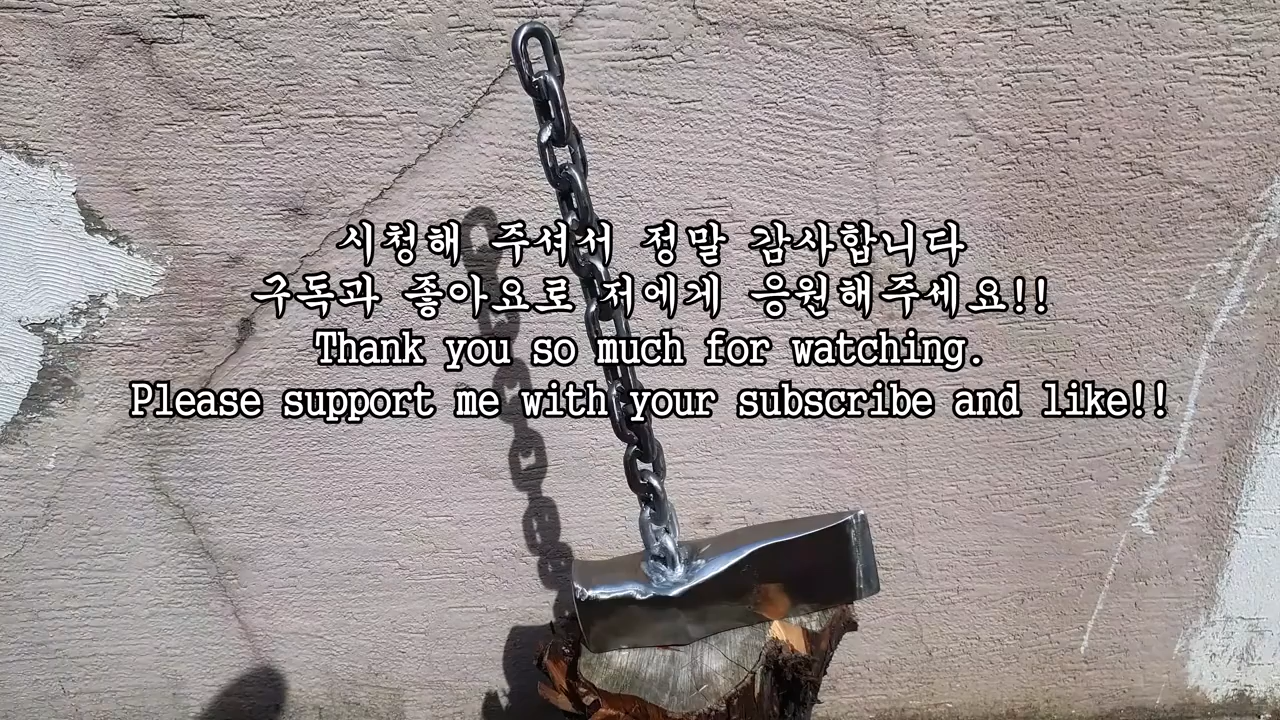 시청해 주셔서 정말 감사합니다
구독과 좋아요로 저에게 응원해주세요!!
Thank you so much for watching.
Please support me with your subscribe and like!!